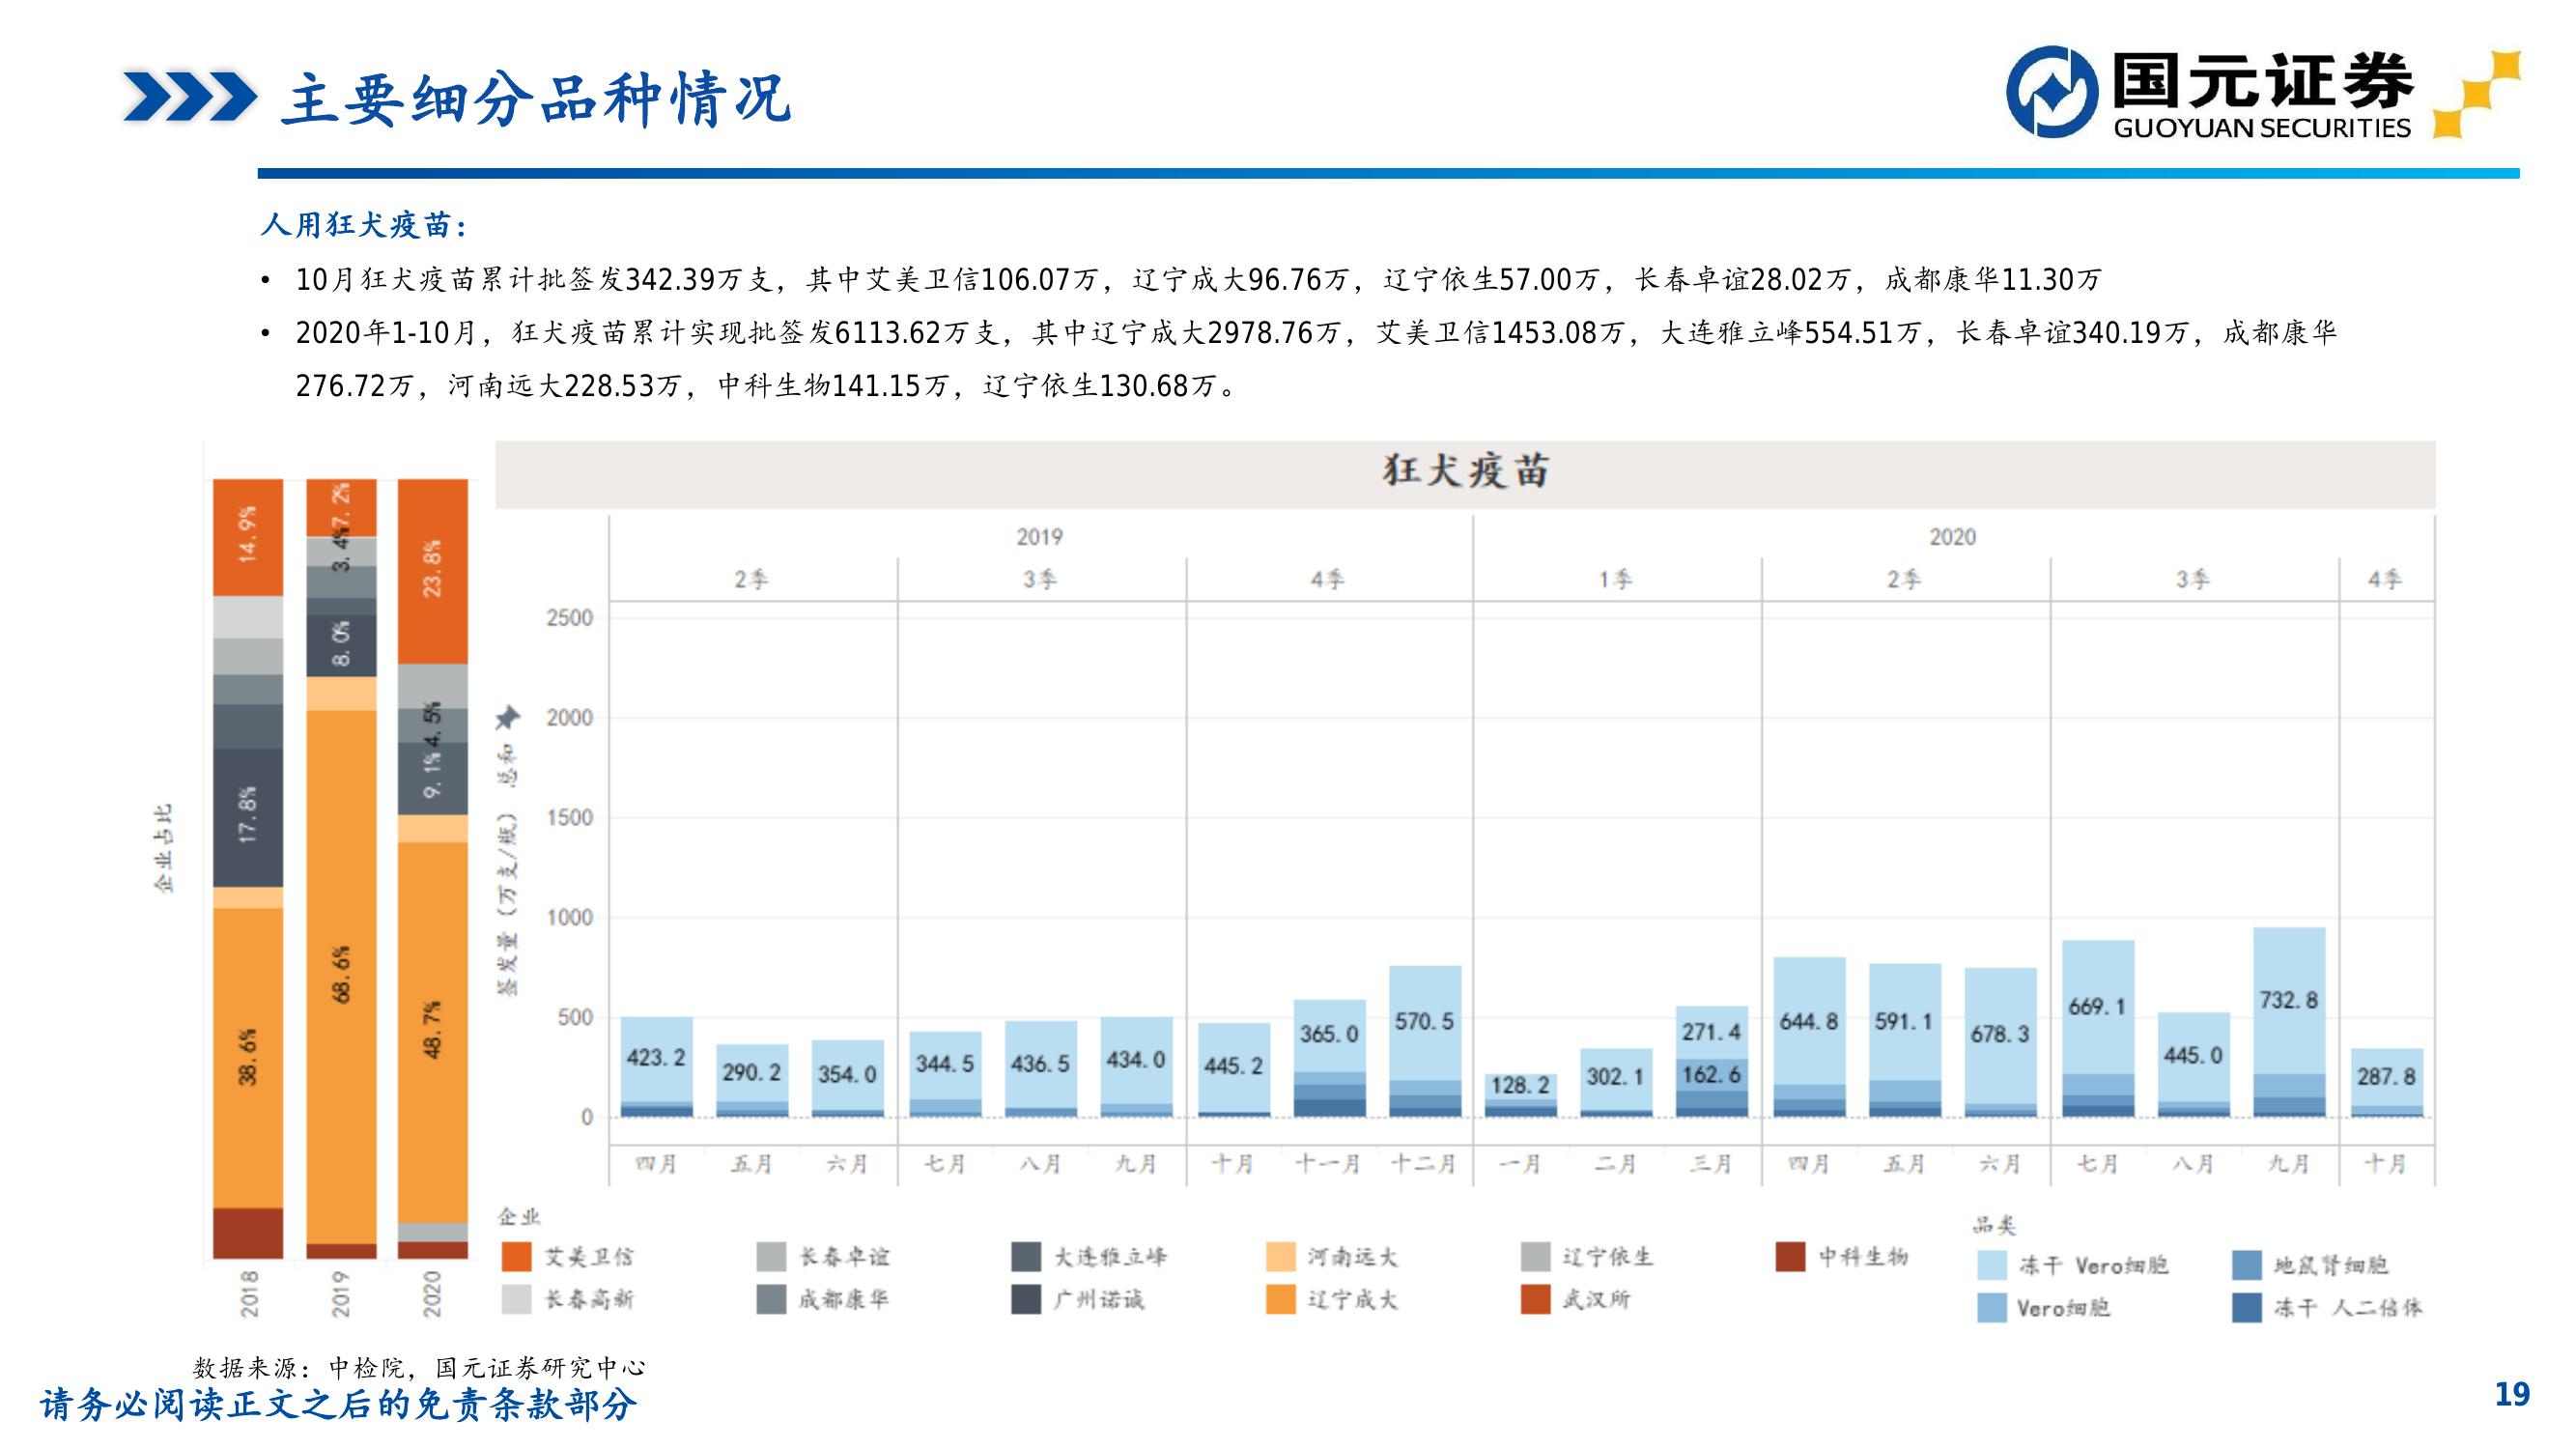 主要细分品种情况
国元证券
GUOYUAN SECURITIES
人用狂犬疫苗：
• 10月狂犬疫苗累计批签发342.39万支，其中艾美卫信106.07万，辽宁成大96.76万，辽宁依生57.00万，长春卓谊28.02万，成都康华11.30万
• 2020年1-10月，狂犬疫苗累计实现批签发6113.62万支，其中辽宁成大2978.76万，艾美卫信1453.08万，大连雅立峰554.51万，长春卓谊340.19万，成都康华
276.72万，河南远大228.53万，中科生物141.15万，辽宁依生130.68万。
企业占比
14.9%
17.8%
38.6%
2018
7.2%
3.4%
8.0%
68.6%
2019
23.8%
4.5%
9.1%
48.7%
2020
狂犬疫苗
2019 2020
2季 3季 4季 1季 2季 3季 4季
签发量（万支/瓶） 总和
2500
2000
1500
1000
500
0
423.2 290.2 354.0 344.5 436.5 434.0 445.2 365.0 570.5 128.2 302.1 271.4 162.6 644.8 591.1 678.3 669.1 445.0 732.8 287.8
四月 五月 六月 七月 八月 九月 十月 十一月 十二月 一月 二月 三月 四月 五月 六月 七月 八月 九月 十月
企业
艾美卫信 长春卓谊 大连雅立峰 河南远大 辽宁依生 中科生物
长春高新 成都康华 广州诺诚 辽宁成大 武汉所
品类
冻干 Vero细胞 地鼠肾细胞
Vero细胞 冻干 人二倍体
数据来源：中检院，国元证券研究中心
请务必阅读正文之后的免责条款部分
19